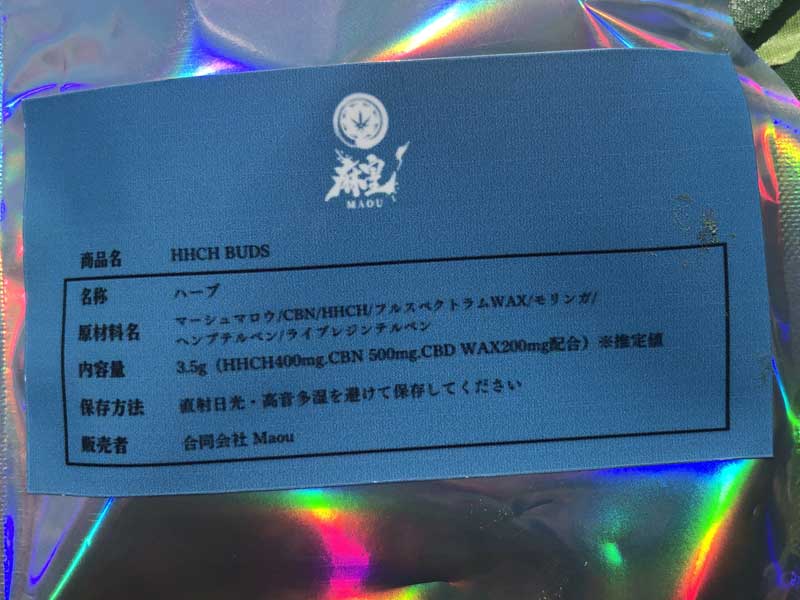 麻皇
MAOU
商品名 HHCH BUDS
名称 ハーブ
原材料名 マーシュマロウ/CBN/HHCH/フルスペクトラムWAX/モリンガ/
ヘンプテルペン/ライブレジンテルペン
内容量 3.5g（HHCH400mg.CBN 500mg.CBD WAX200mg配合）※推定値
保存方法 直射日光・高音多湿を避けて保存してください
販売者 合同会社 Maou